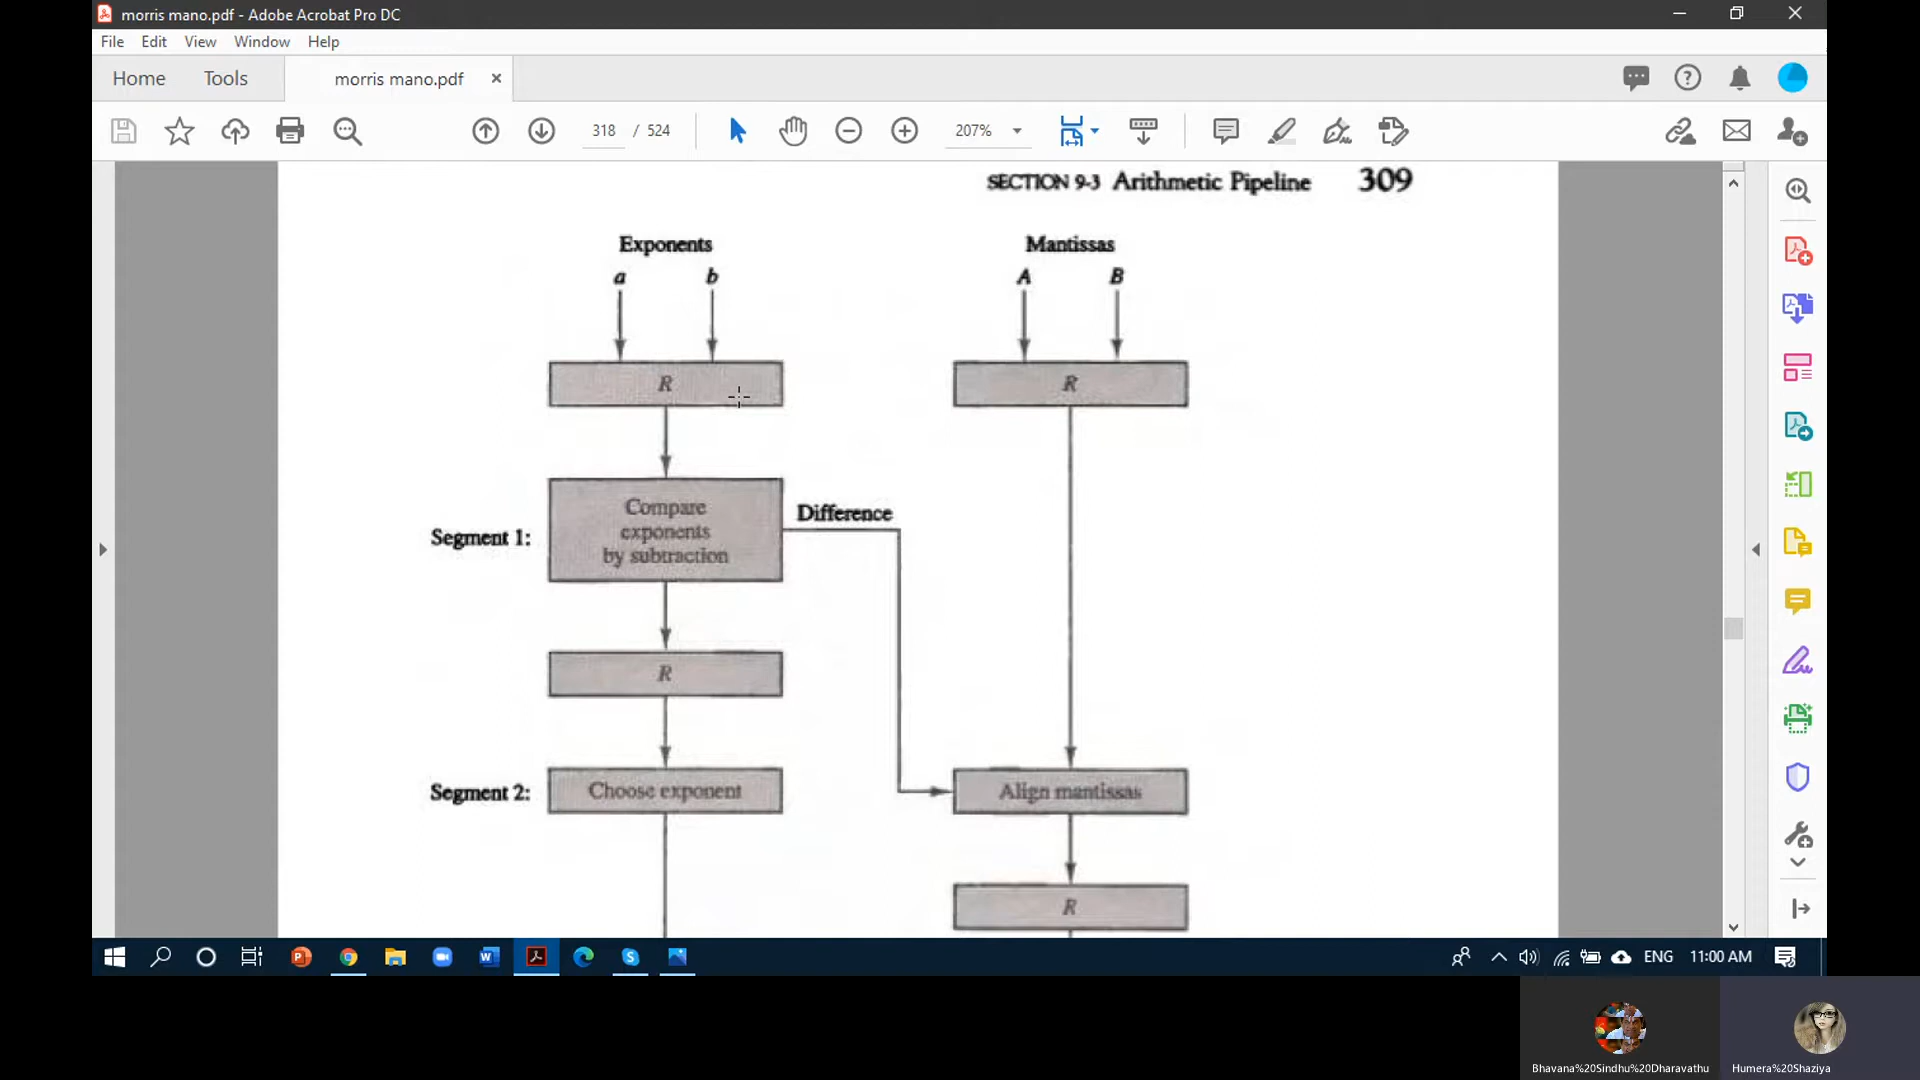 morris mano.pdf - Adobe Acrobat Pro DC
File Edit View Window Help
Home Tools morris mano.pdf
318 / 524 207%
SECTION 9-3 Arithmetic Pipeline 309
Exponents Mantissas
a b A B
R R
Compare
exponents
by subtraction
Segment 1:
Difference
R
Segment 2: Choose exponent Align mantissas
R
ENG 11:00 AM
Bhavana%20Sindhu%20Dharavathu Humera%20Shaziya